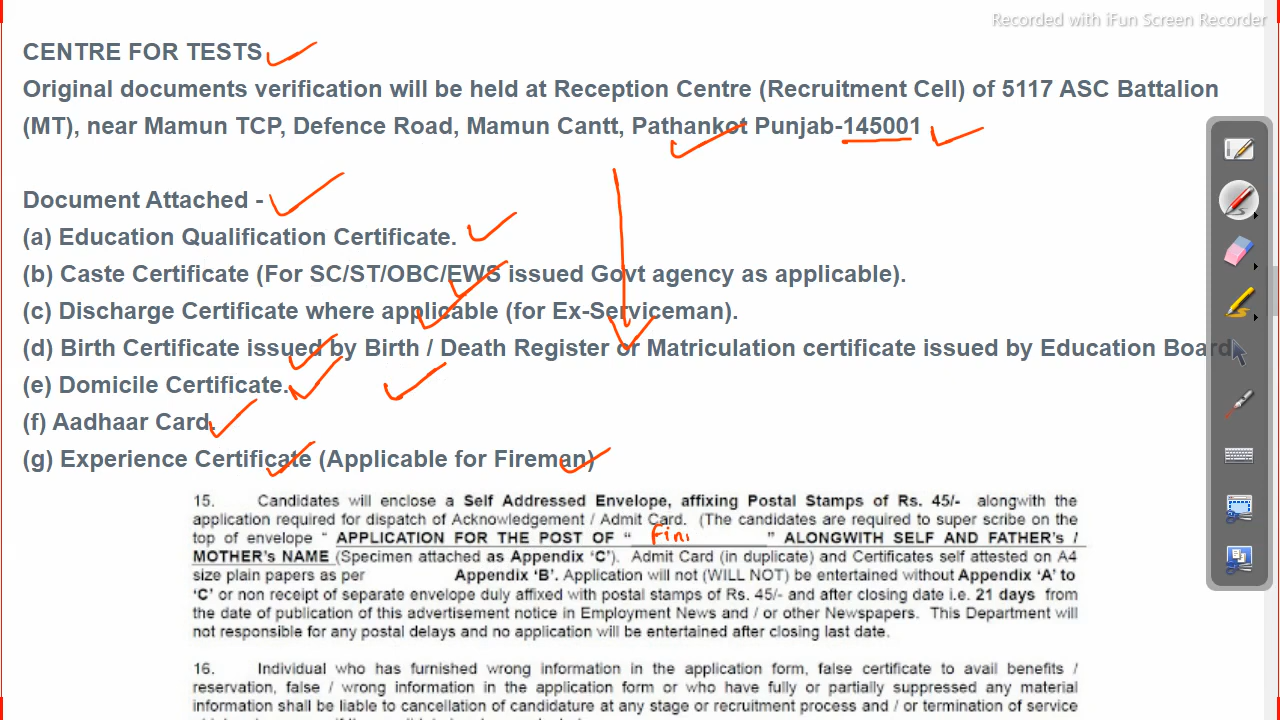 Recorded with iFun Screen Recorder
CENTRE FOR TESTS
Original documents verification will be held at Reception Centre (Recruitment Cell) of 5117 ASC Battalion
(MT), near Mamun TCP, Defence Road, Mamun Cantt, Pathankot Punjab-145001
Document Attached -
(a) Education Qualification Certificate.
(b) Caste Certificate (For SC/ST/OBC/EWS issued Govt agency as applicable).
(c) Discharge Certificate where applicable (for Ex-Serviceman).
(d) Birth Certificate issued by Birth / Death Register or Matriculation certificate issued by Education Board
(e) Domicile Certificate.
(f) Aadhaar Card.
(g) Experience Certificate (Applicable for Fireman)
15. Candidates will enclose a Self Addressed Envelope, affixing Postal Stamps of Rs. 45/- alongwith the
application required for dispatch of Acknowledgement / Admit Card. (The candidates are required to super scribe on the
top of envelope " APPLICATION FOR THE POST OF " Fin " ALONGWITH SELF AND FATHER's /
MOTHER's NAME (Specimen attached as Appendix 'C'). Admit Card (in duplicate) and Certificates self attested on A4
size plain papers as per Appendix 'B'. Application will not (WILL NOT) be entertained without Appendix 'A' to
'C' or non receipt of separate envelope duly affixed with postal stamps of Rs. 45/- and after closing date i.e. 21 days from
the date of publication of this advertisement notice in Employment News and / or other Newspapers. This Department will
not responsible for any postal delays and no application will be entertained after closing last date.
16. Individual who has furnished wrong information in the application form, false certificate to avail benefits /
reservation, false / wrong information in the application form or who have fully or partially suppressed any material
information shall be liable to cancellation of candidature at any stage or recruitment process and / or termination of service